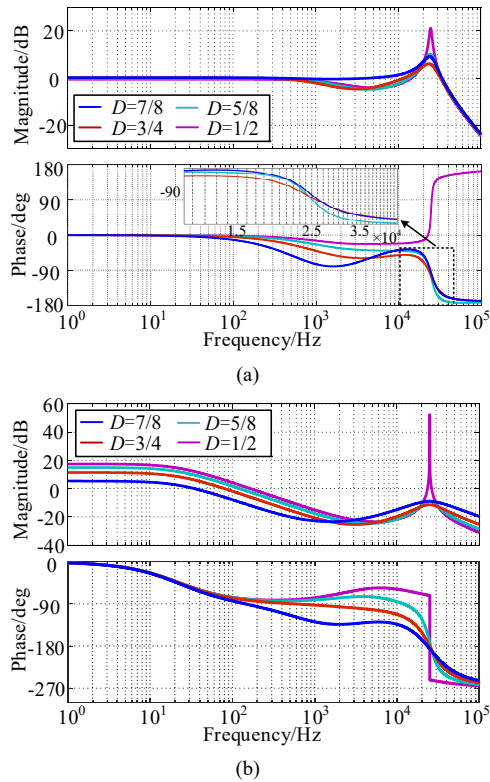 Magnitude/dB
20
0
-20
D=7/8
D=5/8
D=3/4
D=1/2
Phase/deg
180
90
0
-90
-180
-90
1.5
2.5
3.5
×10⁴
10⁰
10¹
10²
10³
10⁴
10⁵
Frequency/Hz
(a)
Magnitude/dB
60
40
20
0
-20
-40
D=7/8
D=5/8
D=3/4
D=1/2
Phase/deg
0
-90
-180
-270
10⁰
10¹
10²
10³
10⁴
10⁵
Frequency/Hz
(b)